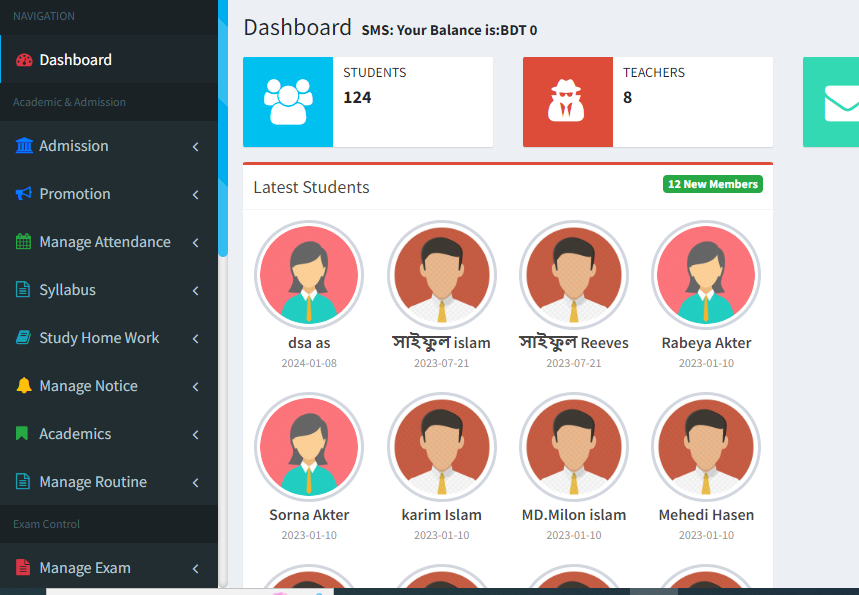 NAVIGATION
Dashboard
Academic & Admission
Admission
Promotion
Manage Attendance
Syllabus
Study Home Work
Manage Notice
Academics
Manage Routine
Exam Control
Manage Exam
Dashboard SMS: Your Balance is:BDT 0
STUDENTS
124
TEACHERS
8
Latest Students
12 New Members
dsa as
2024-01-08
সাইফুল islam
2023-07-21
সাইফুল Reeves
2023-07-21
Rabeya Akter
2023-01-10
Sorna Akter
2023-01-10
karim Islam
2023-01-10
MD.Milon islam
2023-01-10
Mehedi Hasen
2023-01-10